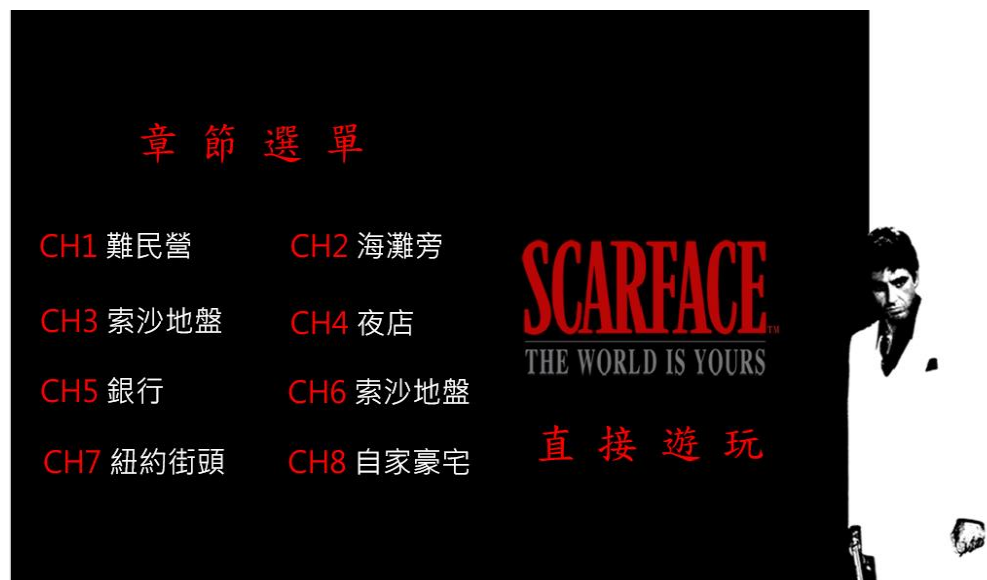 章節選單
CH1 難民營
CH2 海灘旁
CH3 索沙地盤
CH4 夜店
CH5 銀行
CH6 索沙地盤
CH7 紐約街頭
CH8 自家豪宅
SCARFACE™
THE WORLD IS YOURS
直接遊玩